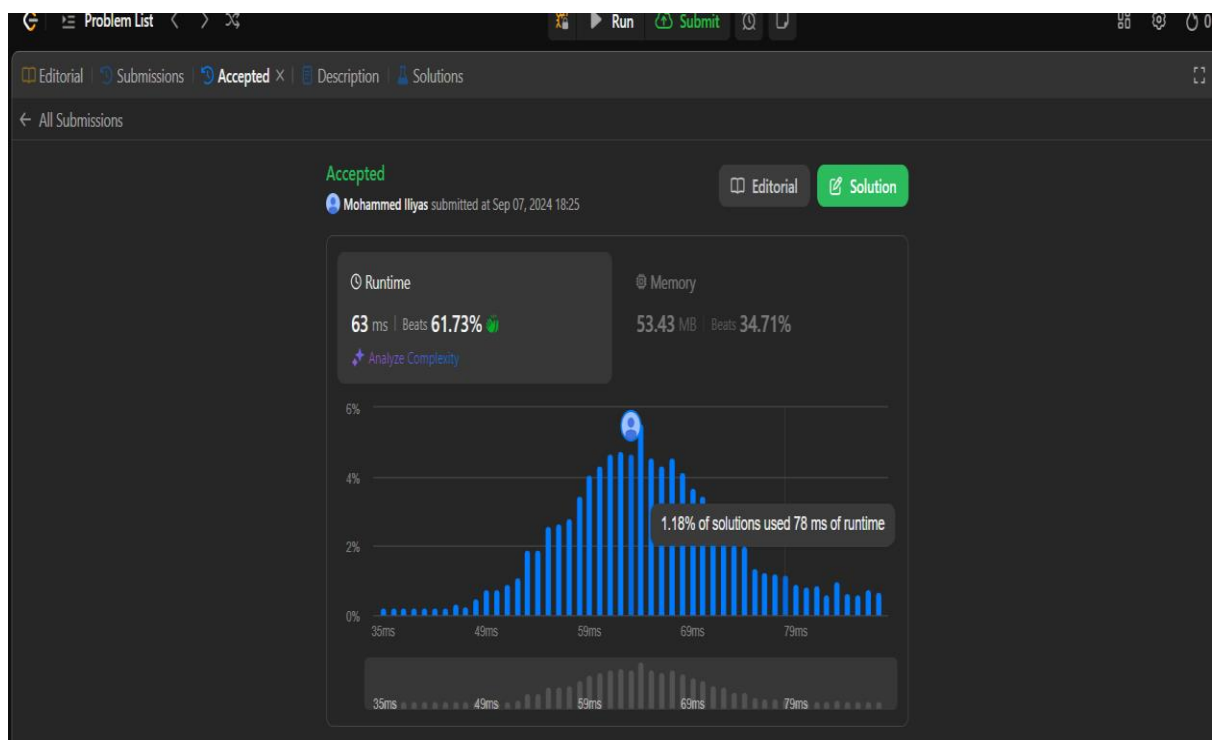 Problem List Run Submit 0
Editorial Submissions Accepted Description Solutions
All Submissions
Accepted
Mohammed Iliyas submitted at Sep 07, 2024 18:25
Editorial Solution
Runtime
63 ms Beats 61.73%
Analyze Complexity
Memory
53.43 MB Beats 34.71%
6%
4%
2%
0%
1.18% of solutions used 78 ms of runtime
35ms 49ms 59ms 69ms 79ms
35ms 49ms 59ms 69ms 79ms